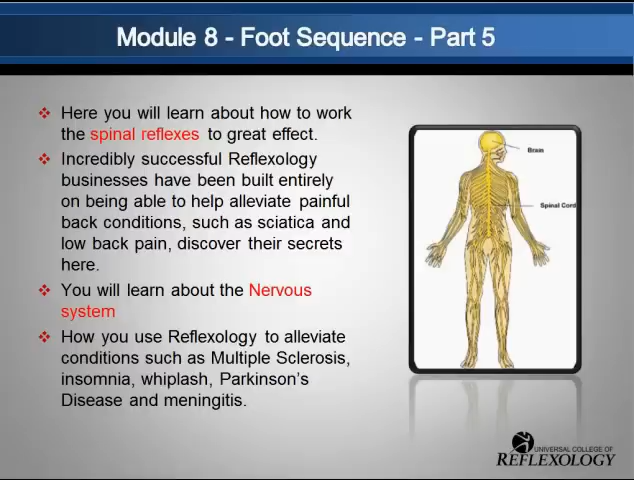 Module 8 - Foot Sequence - Part 5
Here you will learn about how to work
the spinal reflexes to great effect.
Incredibly successful Reflexology
businesses have been built entirely
on being able to help alleviate painful
back conditions, such as sciatica and
low back pain, discover their secrets
here.
You will learn about the Nervous
system
How you use Reflexology to alleviate
conditions such as Multiple Sclerosis,
insomnia, whiplash, Parkinson's
Disease and meningitis.
Brain
Spinal Cord
UNIVERSAL COLLEGE OF
REFLEXOLOGY